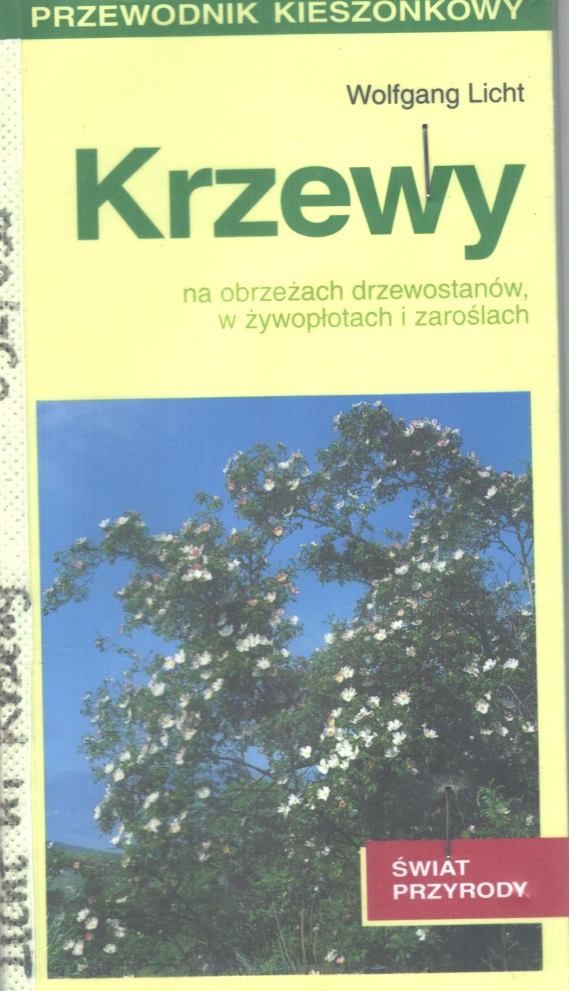 PRZEWODNIK KIESZONKOWY
Wolfgang Licht
Krzewy
na obrzeżach drzewostanów,
w żywopłotach i zaroślach
ŚWIAT
PRZYRODY